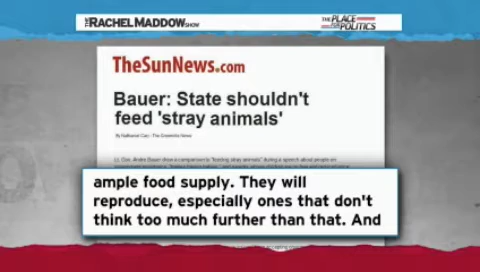 THE RACHEL MADDOW SHOW
THE PLACE FOR POLITICS
TheSunNews.com
Bauer: State shouldn't
feed 'stray animals'
ample food supply. They will
reproduce, especially ones that don't
think too much further than that. And